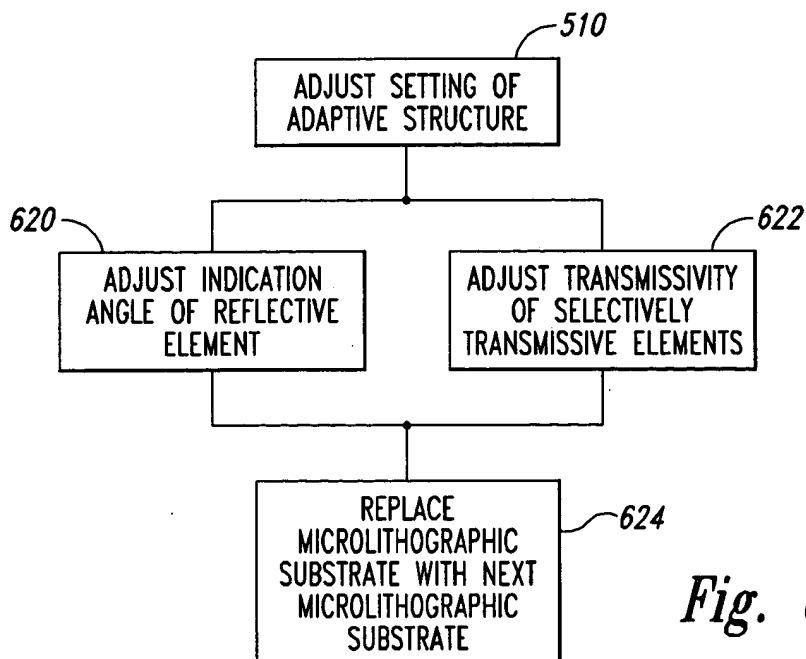 510
ADJUST SETTING OF
ADAPTIVE STRUCTURE
620
622
ADJUST INDICATION
ANGLE OF REFLECTIVE
ELEMENT
ADJUST TRANSMISSIVITY
OF SELECTIVELY
TRANSMISSIVE ELEMENTS
REPLACE
MICROLITHOGRAPHIC
SUBSTRATE WITH NEXT
MICROLITHOGRAPHIC
SUBSTRATE
624
Fig.